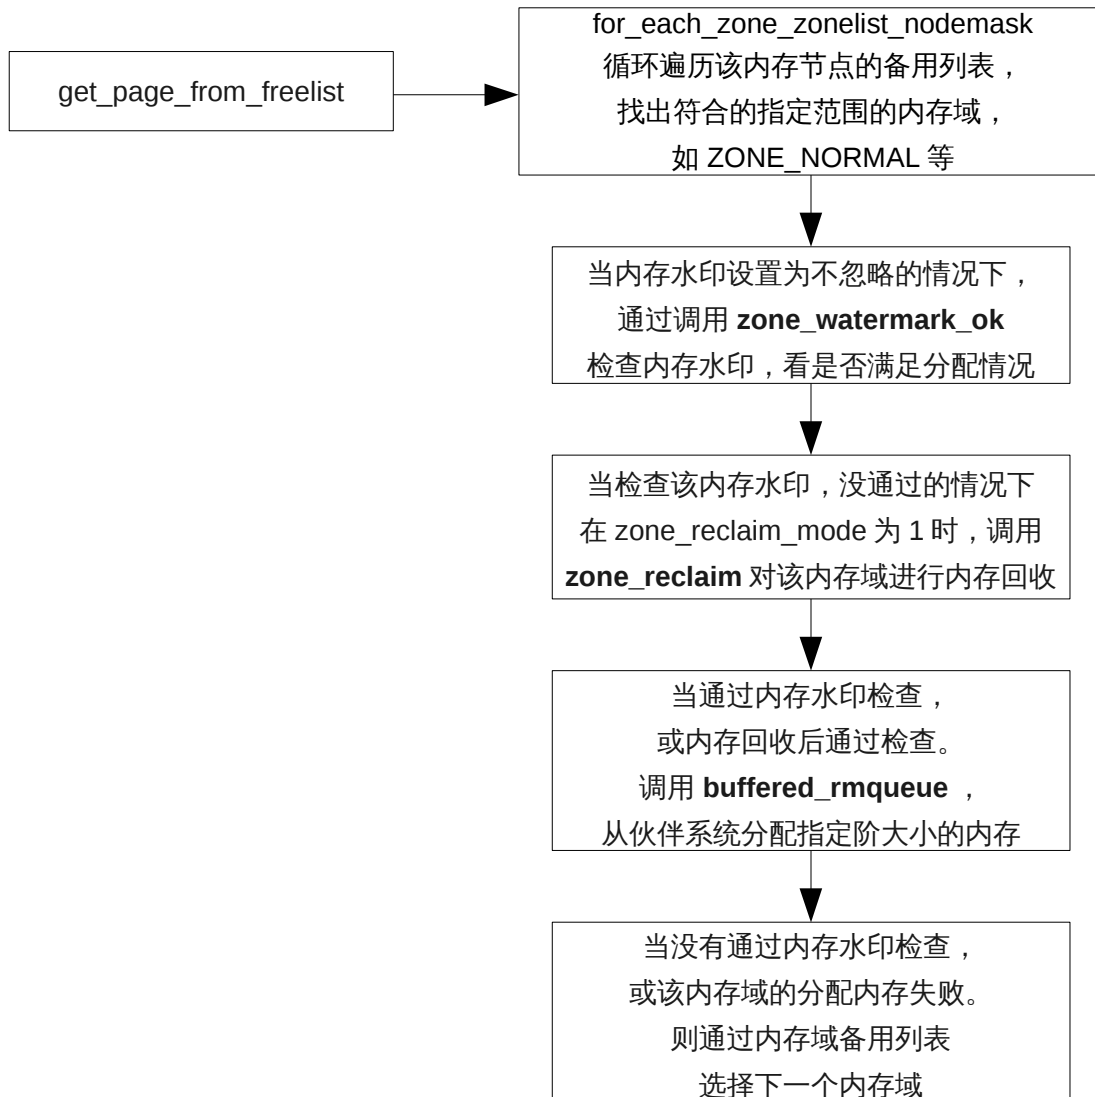 get_page_from_freelist
for_each_zone_zonelist_nodemask
循环遍历该内存节点的备用列表，
找出符合的指定范围的内存域，
如 ZONE_NORMAL 等
当内存水印设置为不忽略的情况下，
通过调用 zone_watermark_ok
检查内存水印，看是否满足分配情况
当检查该内存水印，没通过的情况下
在 zone_reclaim_mode 为 1 时，调用
zone_reclaim 对该内存域进行内存回收
当通过内存水印检查，
或内存回收后通过检查。
调用 buffered_rmqueue ，
从伙伴系统分配指定阶大小的内存
当没有通过内存水印检查，
或该内存域的分配内存失败。
则通过内存域备用列表
选择下一个内存域